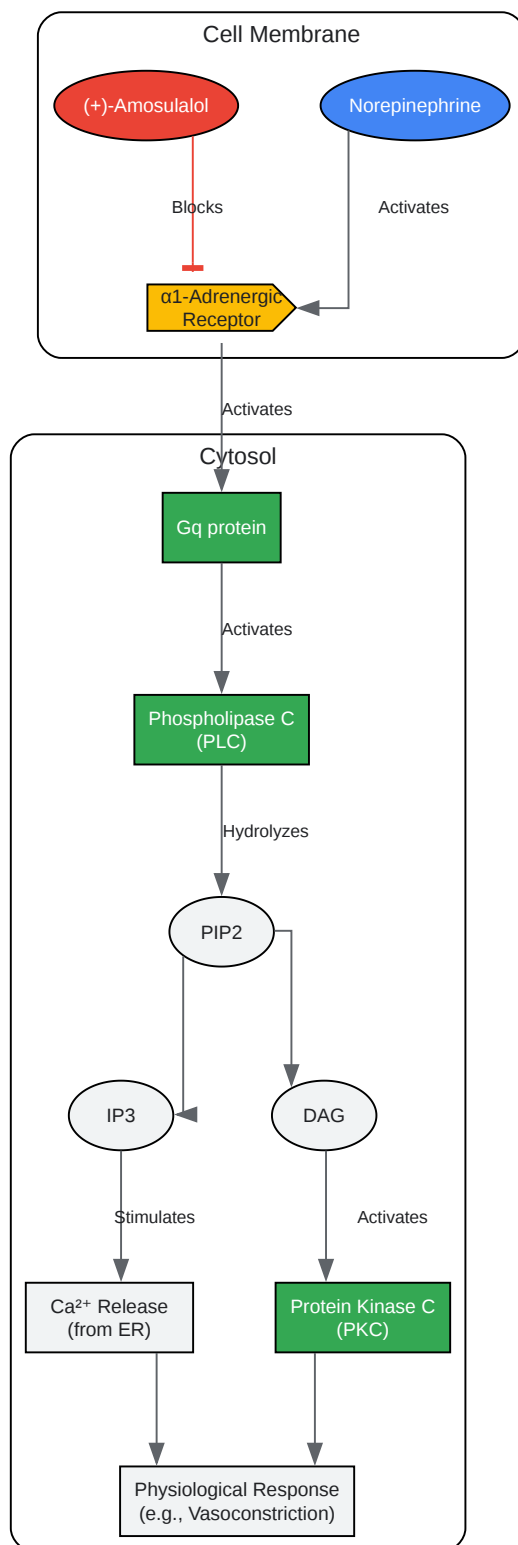 Cell Membrane
(+)-Amosulalol
Norepinephrine
Blocks
Activates
α1-Adrenergic
Receptor
Activates
Cytosol
Gq protein
Activates
Phospholipase C
(PLC)
Hydrolyzes
PIP2
IP3
DAG
Stimulates
Activates
Ca²⁺ Release
(from ER)
Protein Kinase C
(PKC)
Physiological Response
(e.g., Vasoconstriction)